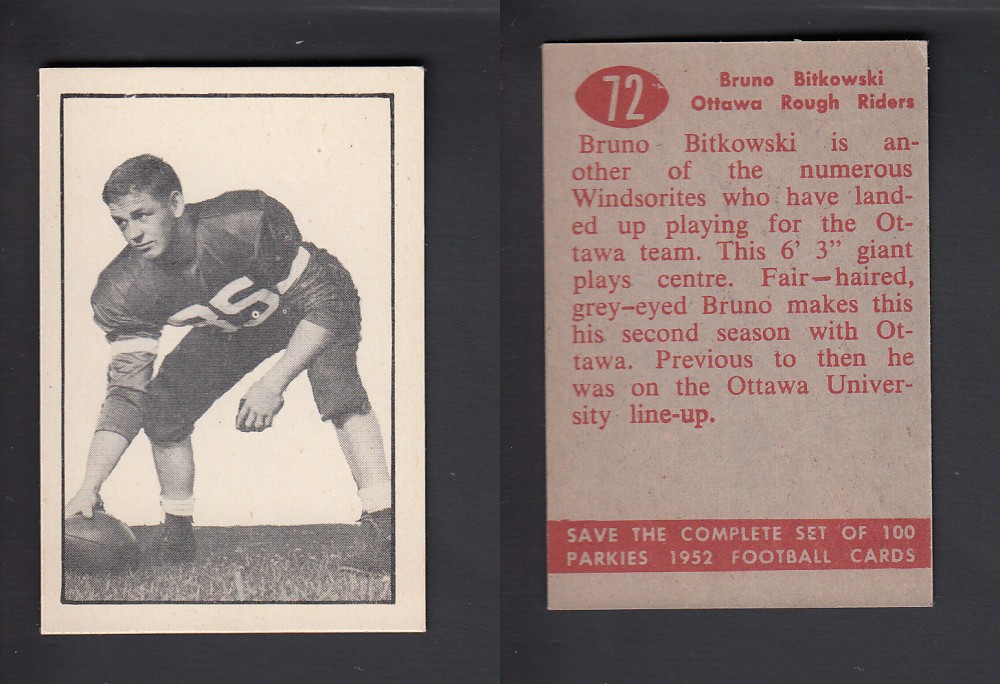 72
Bruno Bitkowski
Ottawa Rough Riders
Bruno Bitkowski is an-
other of the numerous
Windsorites who have land-
ed up playing for the Ot-
tawa team. This 6' 3" giant
plays centre. Fair—haired,
grey—eyed Bruno makes this
his second season with Ot-
tawa. Previous to then he
was on the Ottawa Univer-
sity line-up.
SAVE THE COMPLETE SET OF 100
PARKIES 1952 FOOTBALL CARDS